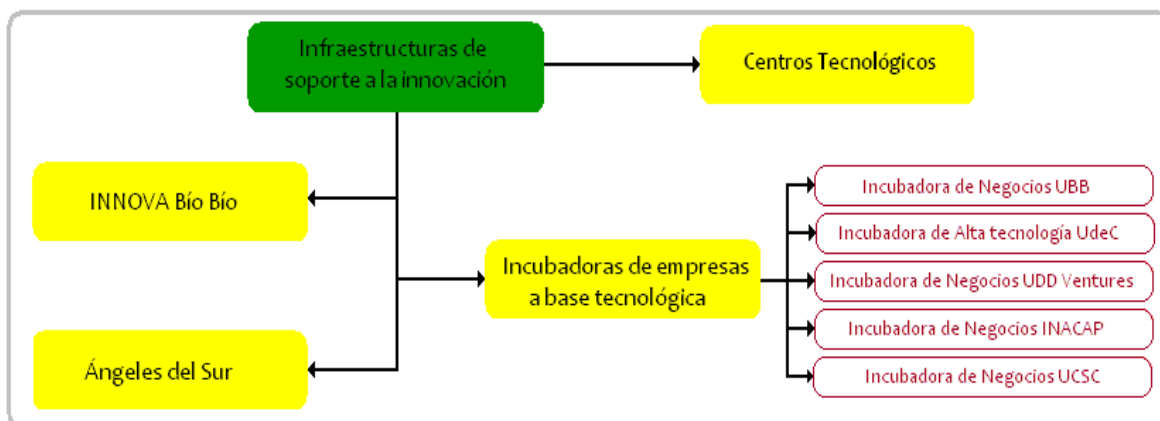 Infraestructuras de
soporte a la innovación
Centros Tecnológicos
INNOVA Bío Bío
Incubadoras de empresas
a base tecnológica
Ángeles del Sur
Incubadora de Negocios UBB
Incubadora de Alta tecnología UdeC
Incubadora de Negocios UDD Ventures
Incubadora de Negocios INACAP
Incubadora de Negocios UCSC